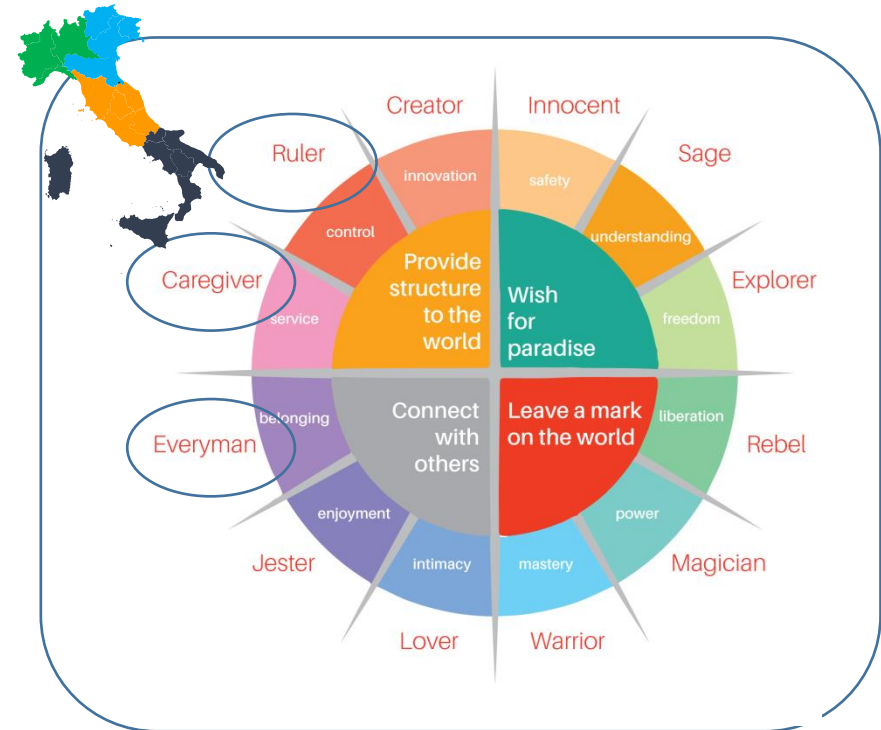 Creator
Innocent
Ruler
Sage
innovation
safety
control
understanding
Caregiver
Explorer
service
freedom
Provide
structure
to the
world
Wish
for
paradise
Connect
with
others
Leave a mark
on the world
belonging
liberation
Everyman
Rebel
enjoyment
power
Jester
Magician
intimacy
mastery
Lover
Warrior